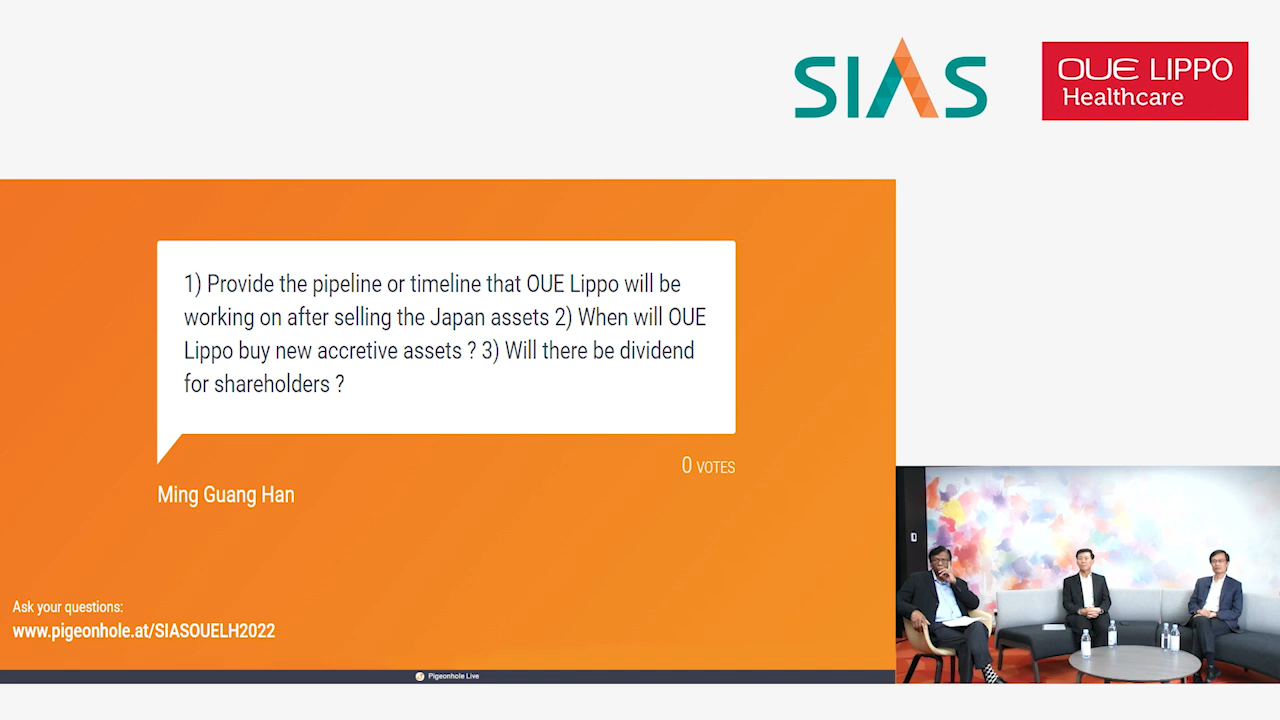 SIAS
OUE LIPPO
Healthcare
1) Provide the pipeline or timeline that OUE Lippo will be
working on after selling the Japan assets 2) When will OUE
Lippo buy new accretive assets ? 3) Will there be dividend
for shareholders ?
0 VOTES
Ming Guang Han
Ask your questions:
www.pigeonhole.at/SIASOUELH2022
Pigeonhole Live